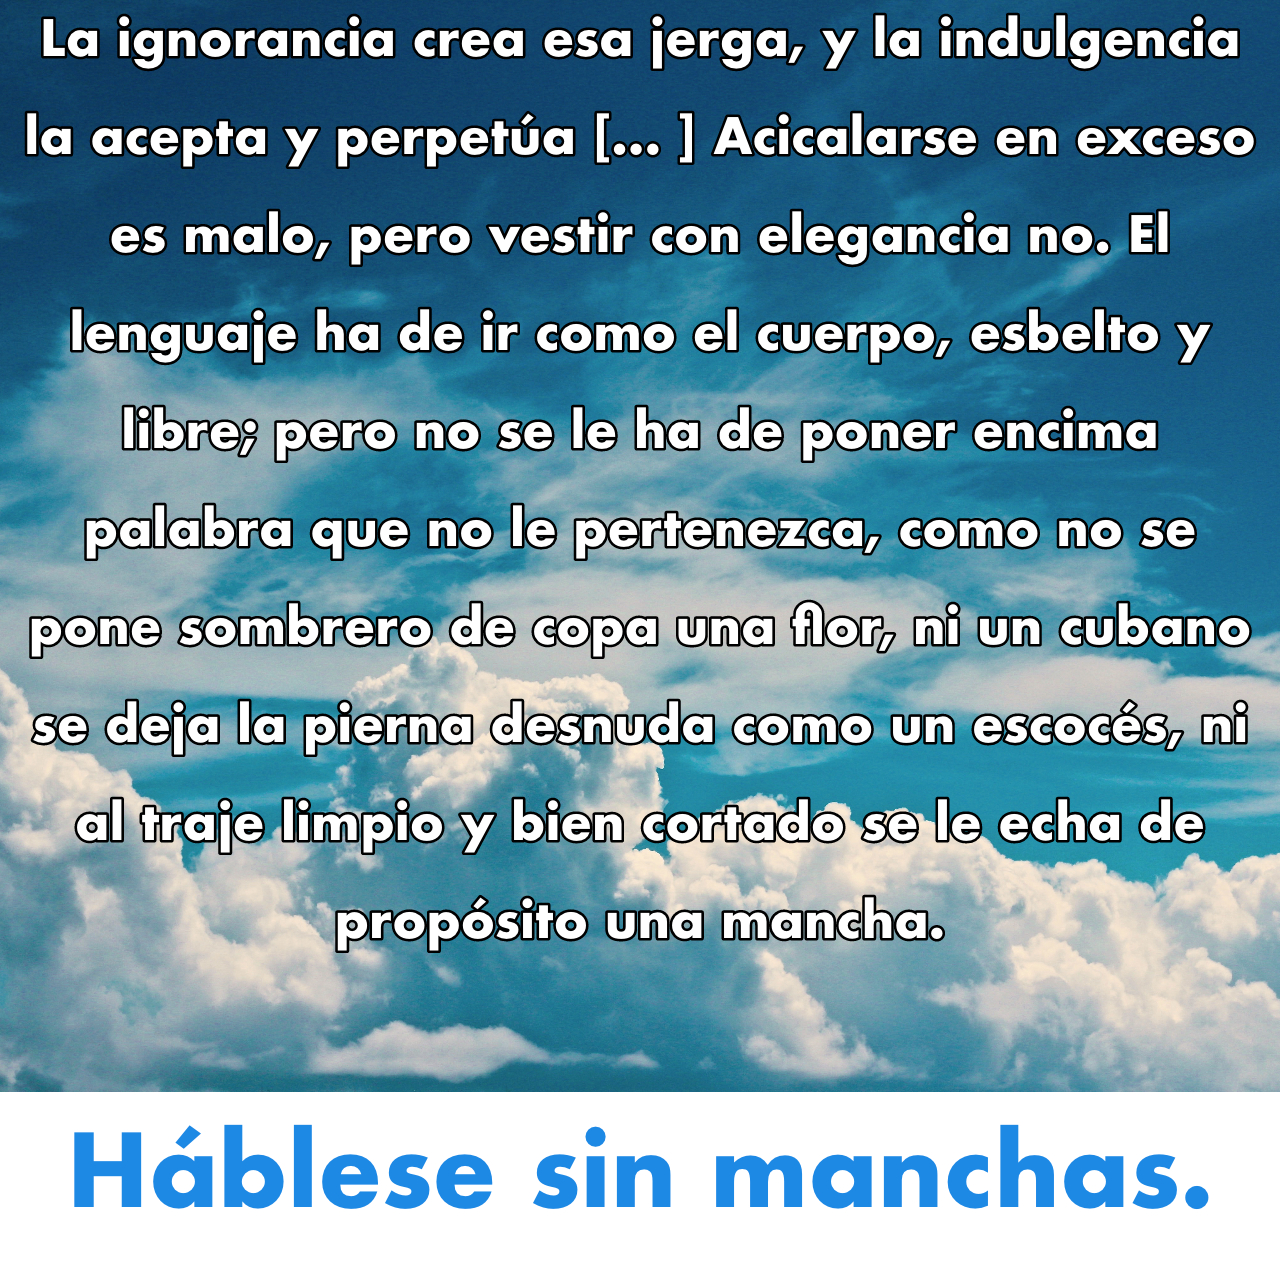 La ignorancia crea esa jerga, y la indulgencia
la acepta y perpetúa [... ] Acicalarse en exceso
es malo, pero vestir con elegancia no. El
lenguaje ha de ir como el cuerpo, esbelto y
libre; pero no se le ha de poner encima
palabra que no le pertenezca, como no se
pone sombrero de copa una flor, ni un cubano
se deja la pierna desnuda como un escocés, ni
al traje limpio y bien cortado se le echa de
propósito una mancha.
Háblese sin manchas.